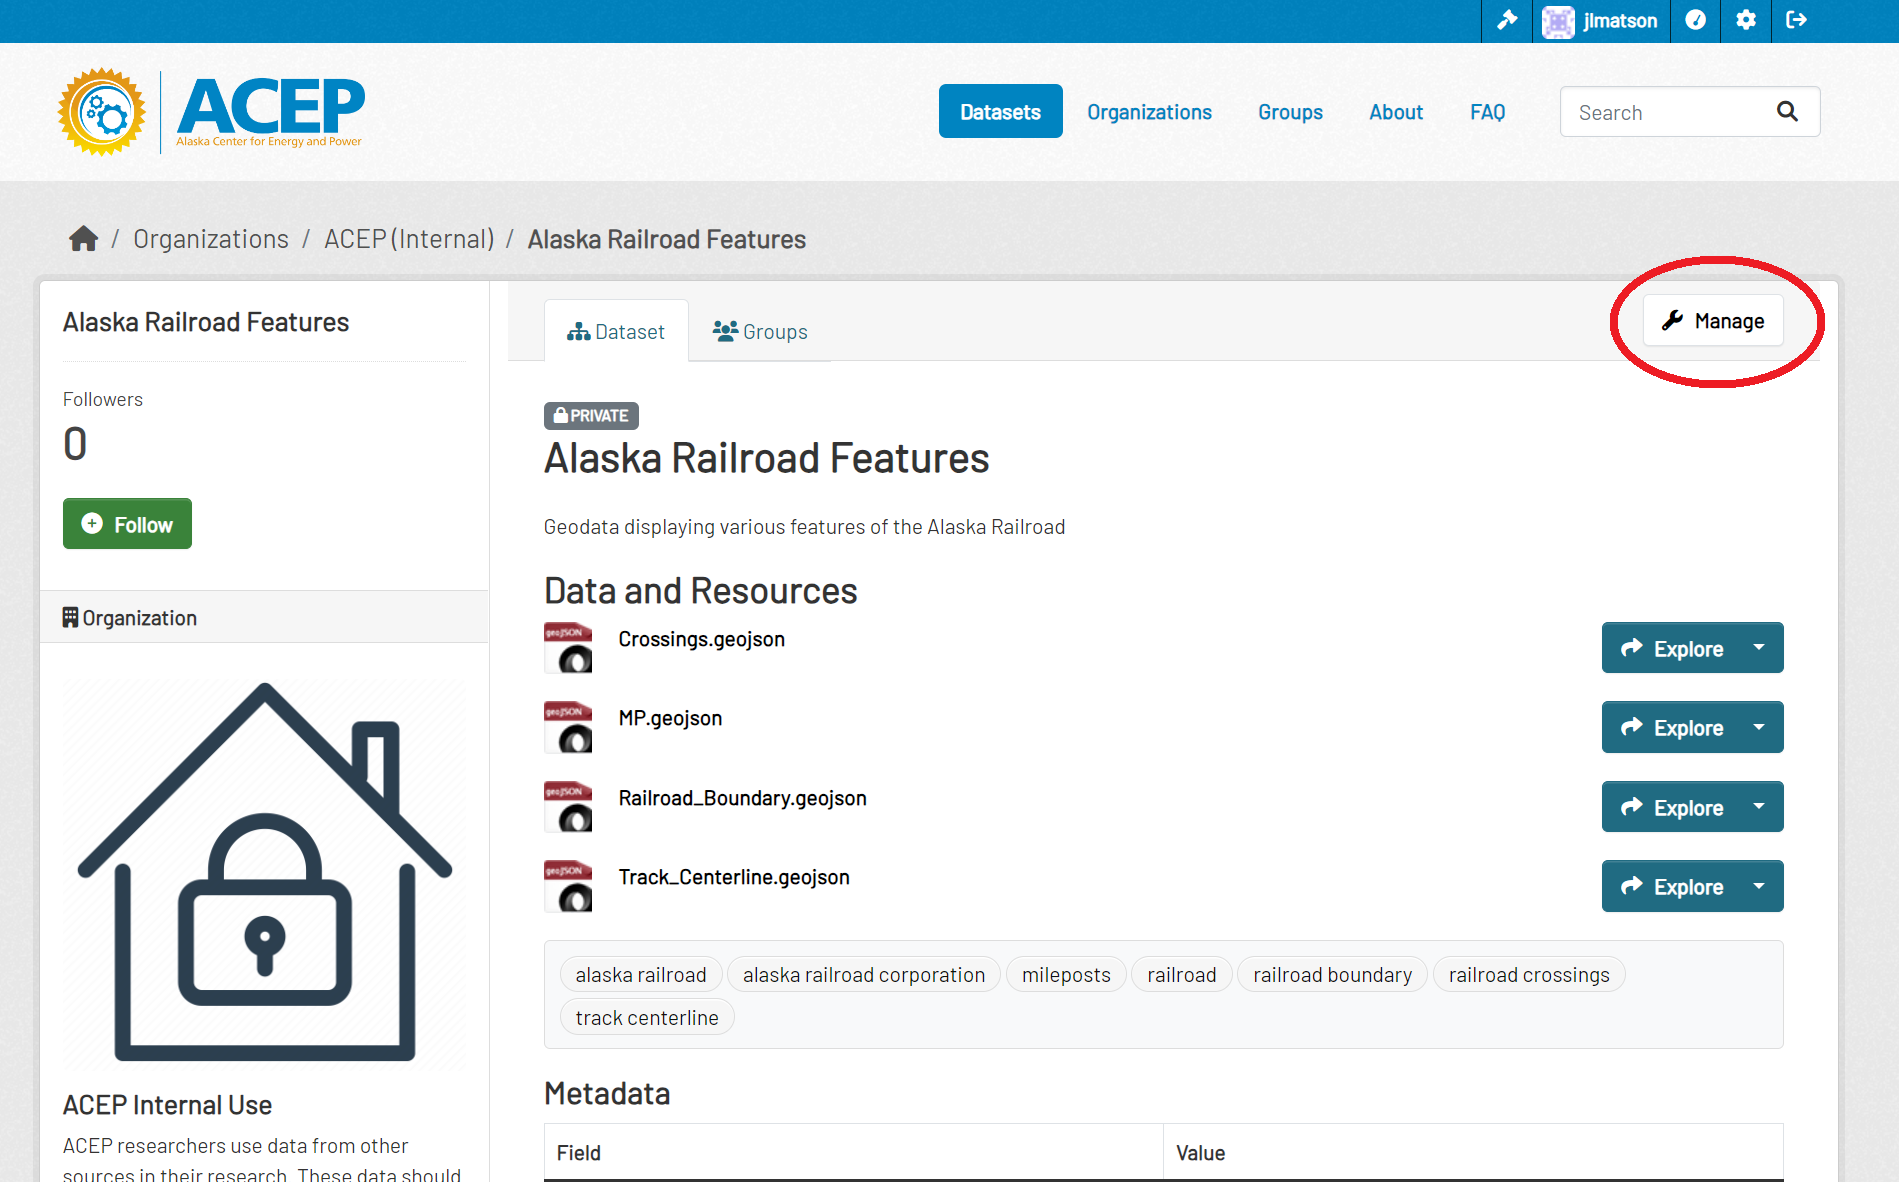 jlmatson
ACEP
Alaska Center for Energy and Power
Datasets
Organizations
Groups
About
FAQ
Search
/ Organizations / ACEP (Internal) / Alaska Railroad Features
Alaska Railroad Features
Followers
0
Follow
Organization
ACEP Internal Use
ACEP researchers use data from other
sources in their research. These data should
Dataset
Groups
Manage
PRIVATE
Alaska Railroad Features
Geodata displaying various features of the Alaska Railroad
Data and Resources
geoJSON
Crossings.geojson
Explore
geoJSON
MP.geojson
Explore
geoJSON
Railroad_Boundary.geojson
Explore
geoJSON
Track_Centerline.geojson
Explore
alaska railroad
alaska railroad corporation
mileposts
railroad
railroad boundary
railroad crossings
track centerline
Metadata
Field
Value